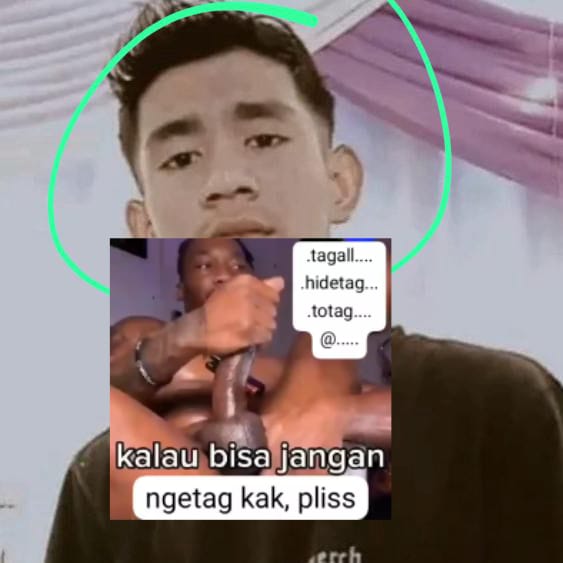 .tagall....
.hidetag...
.totag....
@.....
kalau bisa jangan
ngetag kak, pliss